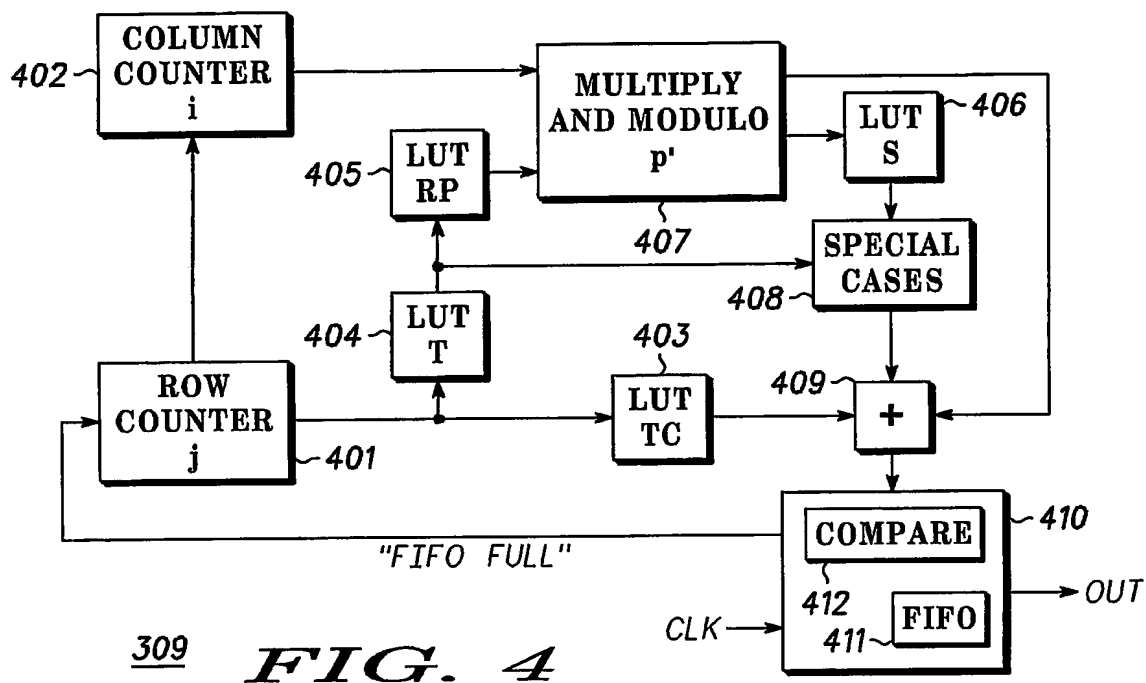 COLUMN
COUNTER
i
402
MULTIPLY
AND MODULO
p'
407
LUT
S
406
LUT
RP
405
SPECIAL
CASES
408
LUT
T
404
403
LUT
TC
409
+
ROW
COUNTER
j
401
"FIFO FULL"
COMPARE
412
410
FIFO
411
CLK
OUT
309
FIG. 4